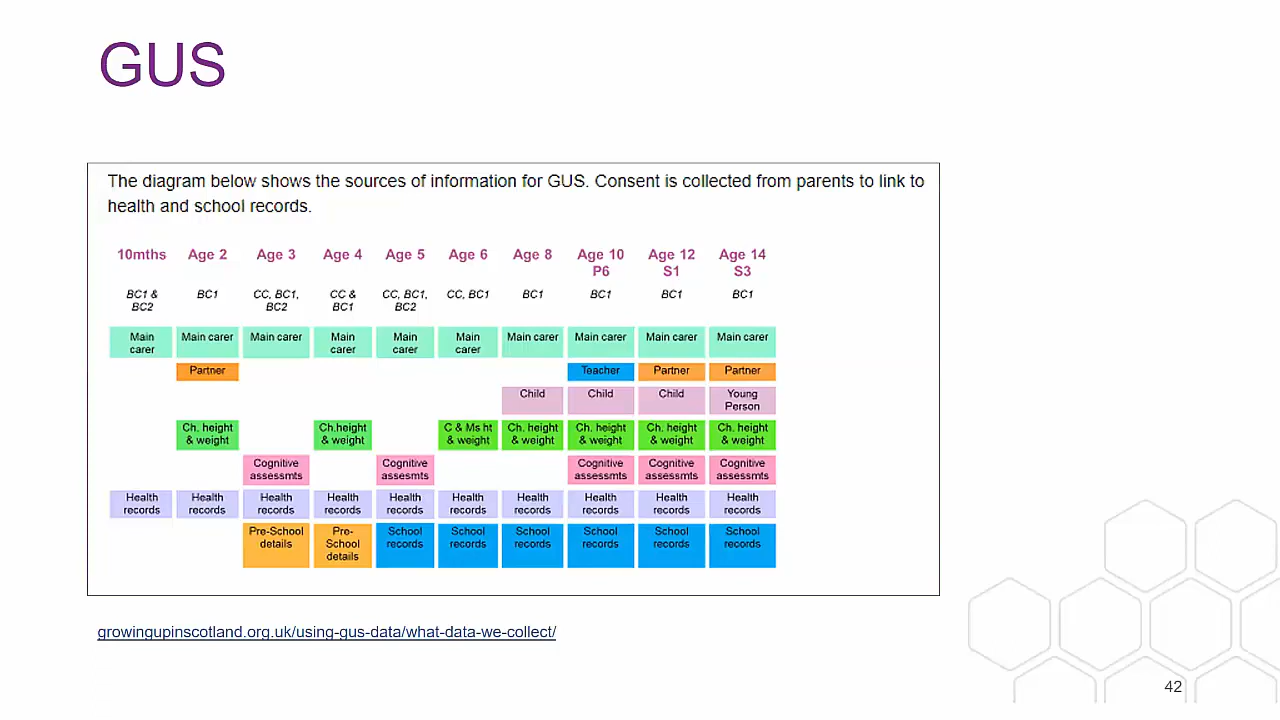 GUS
The diagram below shows the sources of information for GUS. Consent is collected from parents to link to
health and school records.
10mths Age 2 Age 3 Age 4 Age 5 Age 6 Age 8 Age 10 Age 12 Age 14
P6 S1 S3
BC1 & BC1 CC, BC1, CC & CC, BC1, CC, BC1 BC1 BC1 BC1 BC1
BC2 BC2 BC1 BC2
Main Main carer Main carer Main Main Main Main carer Main carer Main carer Main carer
carer carer carer carer
Partner Teacher Partner Partner
Child Child Child Young
Person
Ch. height Ch.height C & Ms ht Ch. height Ch. height Ch. height Ch. height
& weight & weight & weight & weight & weight & weight & weight
Cognitive Cognitive Cognitive Cognitive Cognitive
assessmts assesmts assessmts assessmts assessmts
Health Health Health Health Health Health Health Health Health Health
records records records records records records records records records records
Pre-School Pre- School School School School School School
details School records records records records records records
details
growingupinscotland.org.uk/using-gus-data/what-data-we-collect/
42